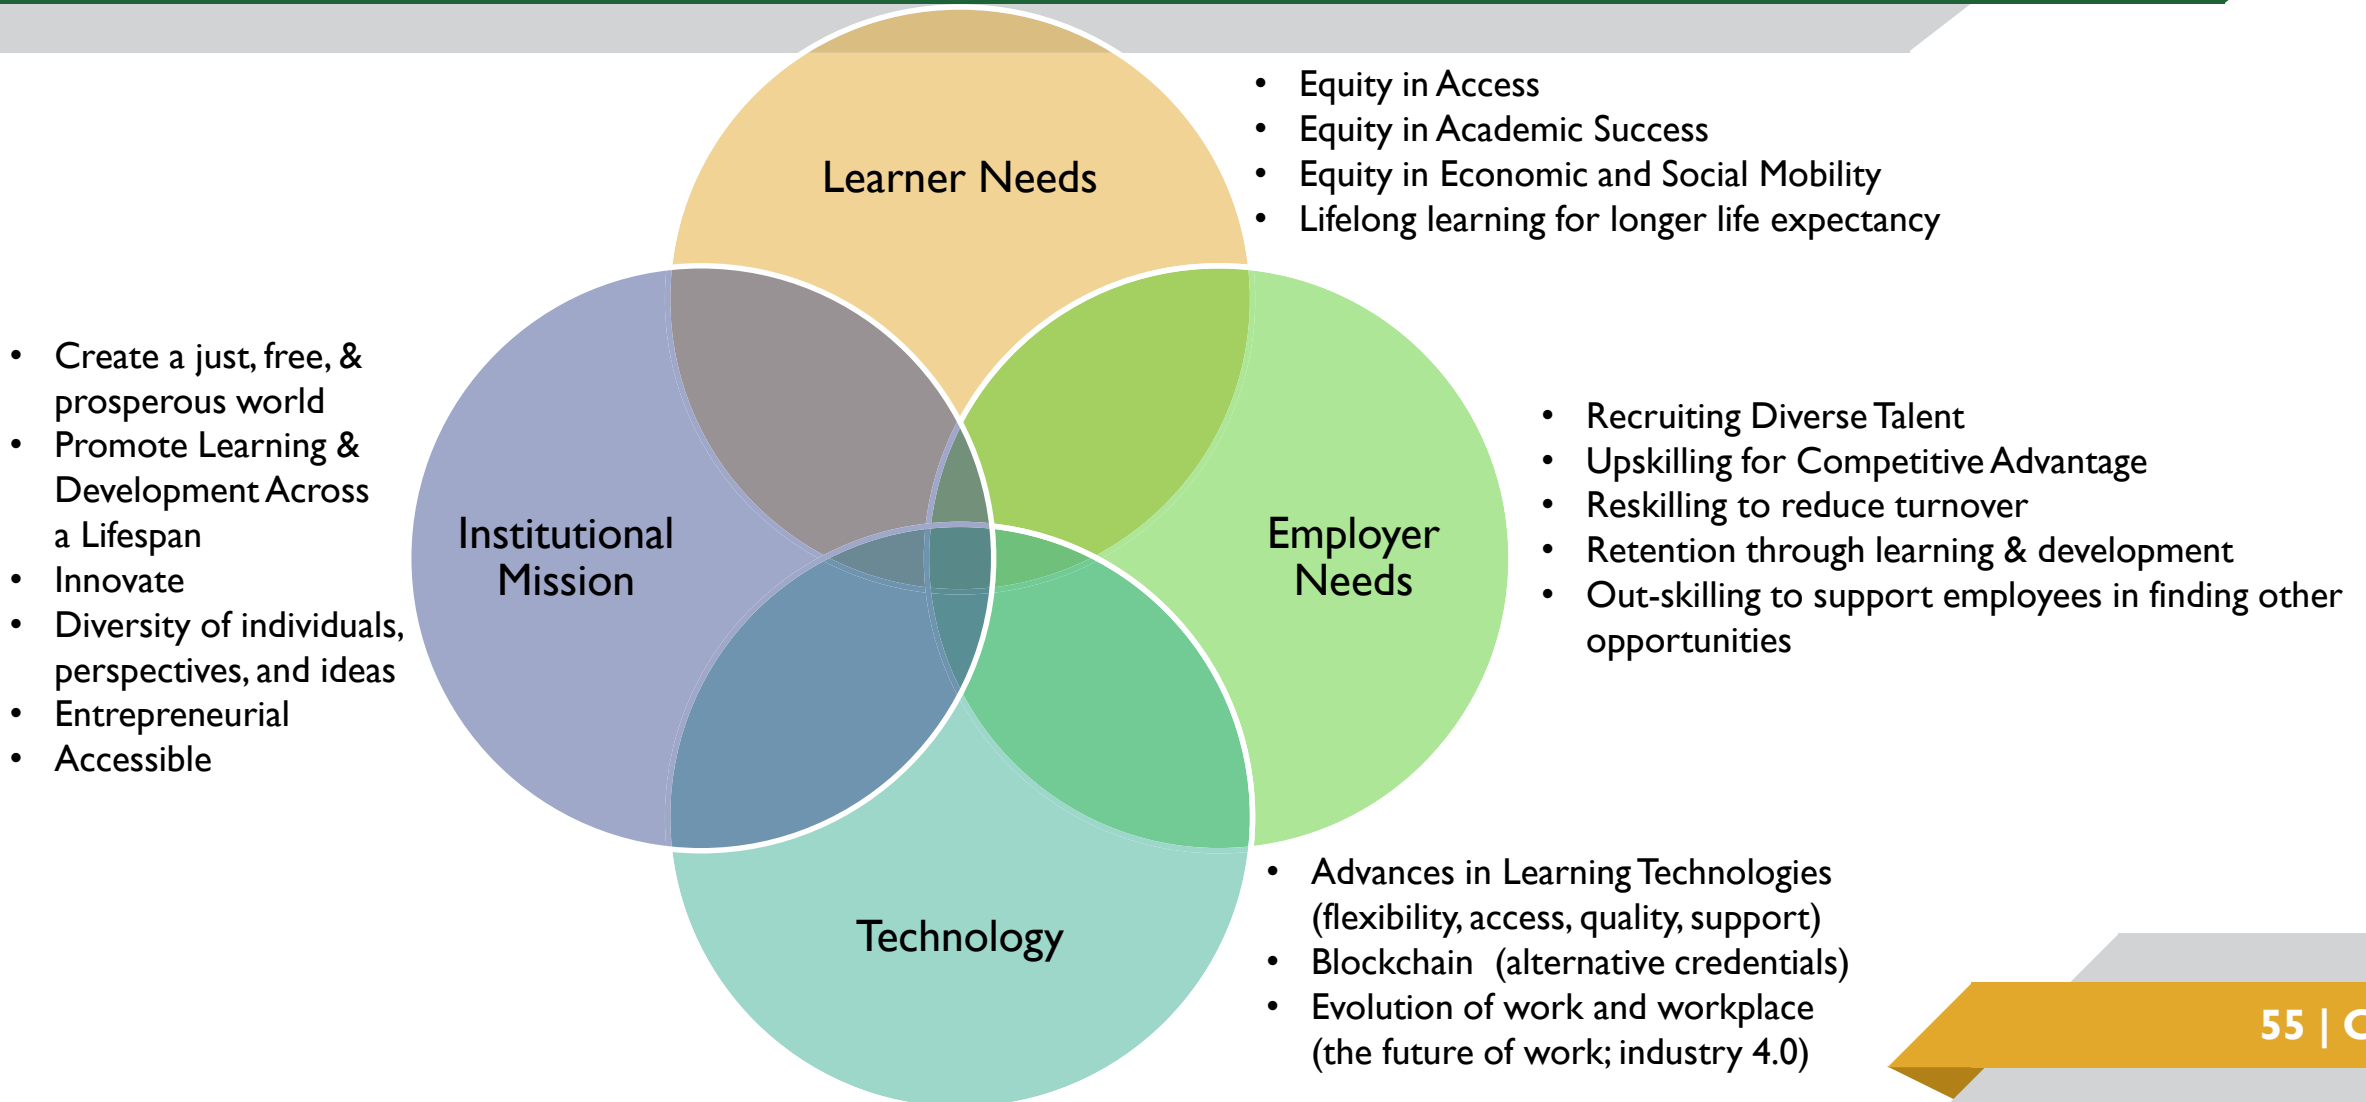 Learner Needs
• Equity in Access
• Equity in Academic Success
• Equity in Economic and Social Mobility
• Lifelong learning for longer life expectancy
• Create a just, free, &
prosperous world
• Promote Learning &
Development Across
a Lifespan
• Innovate
• Diversity of individuals,
perspectives, and ideas
• Entrepreneurial
• Accessible
Institutional
Mission
Employer
Needs
• Recruiting Diverse Talent
• Upskilling for Competitive Advantage
• Reskilling to reduce turnover
• Retention through learning & development
• Out-skilling to support employees in finding other
opportunities
Technology
• Advances in Learning Technologies
(flexibility, access, quality, support)
• Blockchain (alternative credentials)
• Evolution of work and workplace
(the future of work; industry 4.0)
55 |